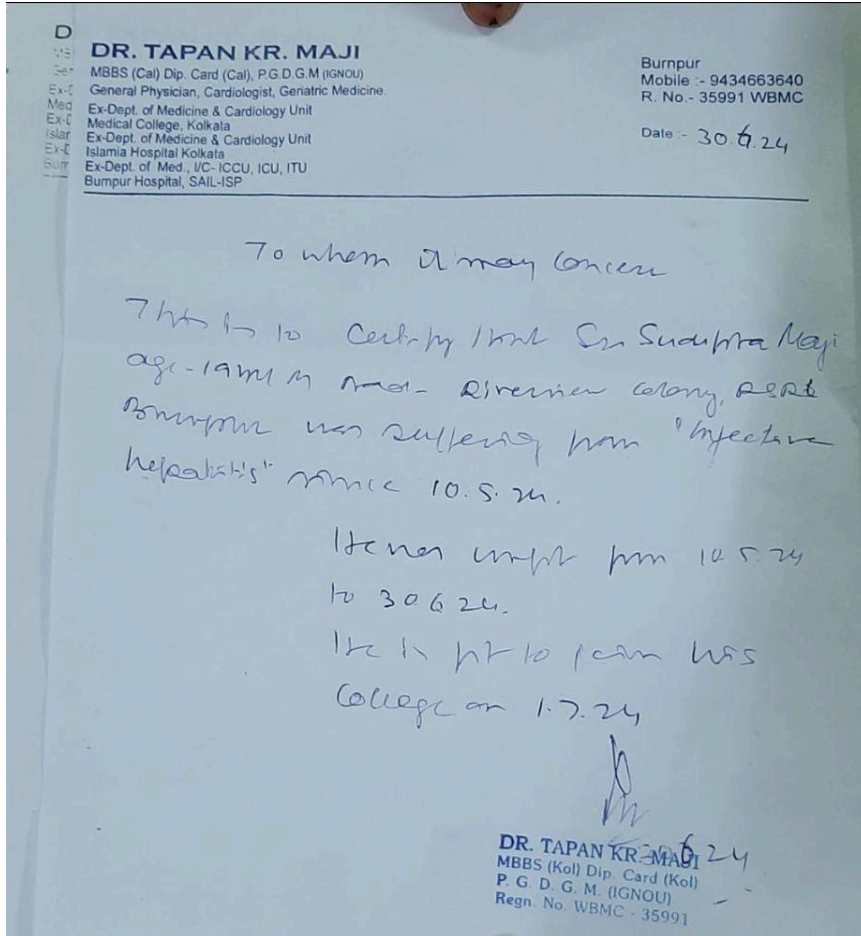 DR. TAPAN KR. MAJI
MBBS (Cal) Dip. Card (Cal), P.G.D.G.M (IGNOU)
General Physician, Cardiologist, Geriatric Medicine.
Ex-Dept. of Medicine & Cardiology Unit
Medical College, Kolkata
Ex-Dept. of Medicine & Cardiology Unit
Islamia Hospital Kolkata
Ex-Dept. of Med., I/C- ICCU, ICU, ITU
Burnpur Hospital, SAIL-ISP
Burnpur
Mobile :- 9434663640
R. No.- 35991 WBMC
Date :- 30.6.24
To whom it may concern
This is to certify that Sri Sudipta Maji
age-19 M Riverview colony,
Burnpur was suffering from "infective
hepatitis" since 10.5.24.
He was unfit from 10.5.24
to 30.6.24.
He is fit to join his
College on 1.7.24
30.6.24
DR. TAPAN KR. MAJI
MBBS (Kol) Dip. Card (Kol)
P. G. D. G. M. (IGNOU)
Regn. No. WBMC - 35991